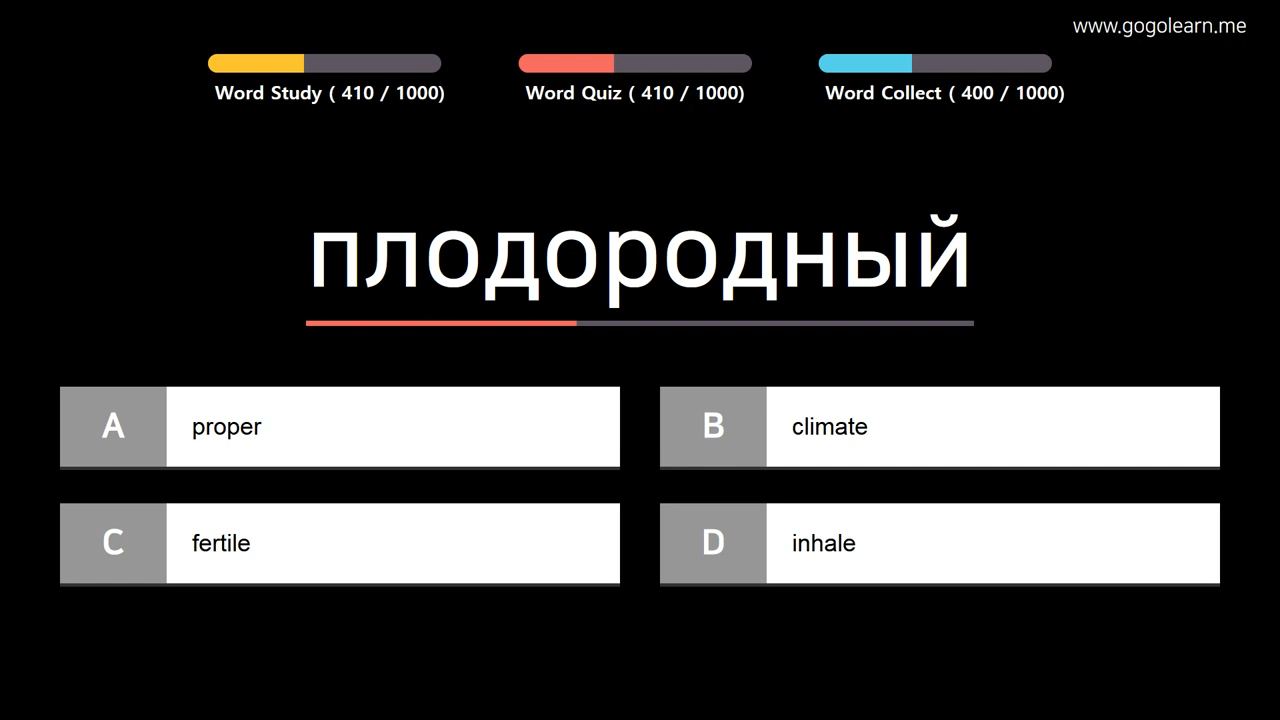 www.gogolearn.me
Word Study ( 410 / 1000)
Word Quiz ( 410 / 1000)
Word Collect ( 400 / 1000)
плодородный
A proper
B climate
C fertile
D inhale